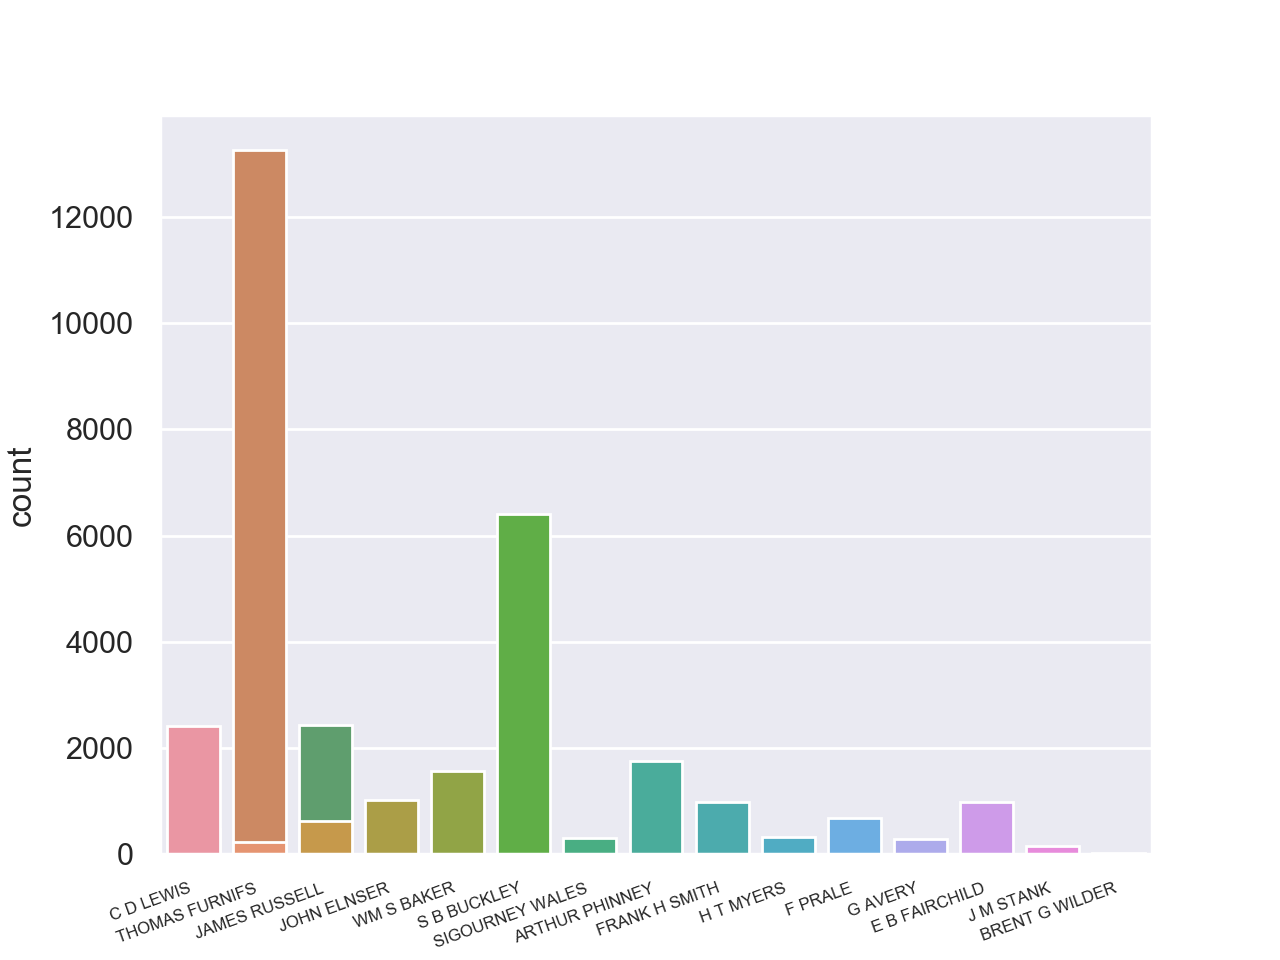 12000
10000
8000
6000
4000
2000
0
count
C D LEWIS
THOMAS FURNIFS
JAMES RUSSELL
JOHN ELNSER
WM S BAKER
S B BUCKLEY
SIGOURNEY WALES
ARTHUR PHINNEY
FRANK H SMITH
H T MYERS
F PRALE
G AVERY
E B FAIRCHILD
J M STANK
BRENT G WILDER